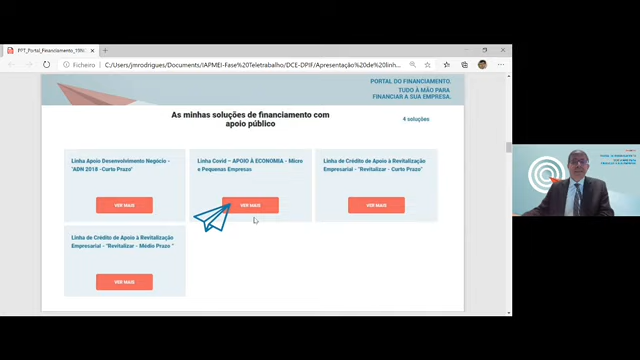 PPT_Portal_Financiamento_19N
Ficheiro
C:/Users/jmrodrigues/Documents/IAPMEI-Fase%20Teletrabalho/DCE-DPIF/Apresentação%20de%20linh...
PORTAL DO FINANCIAMENTO.
TUDO À MÃO PARA
FINANCIAR A SUA EMPRESA.
As minhas soluções de financiamento com
apoio público
4 soluções
Linha Apoio Desenvolvimento Negócio -
"ADN 2018 -Curto Prazo"
VER MAIS
Linha Covid – APOIO À ECONOMIA - Micro
e Pequenas Empresas
VER MAIS
Linha de Crédito de Apoio à Revitalização
Empresarial - "Revitalizar - Curto Prazo"
VER MAIS
Linha de Crédito de Apoio à Revitalização
Empresarial - "Revitalizar - Médio Prazo "
VER MAIS
PORTAL DO FINANCIAMENTO.